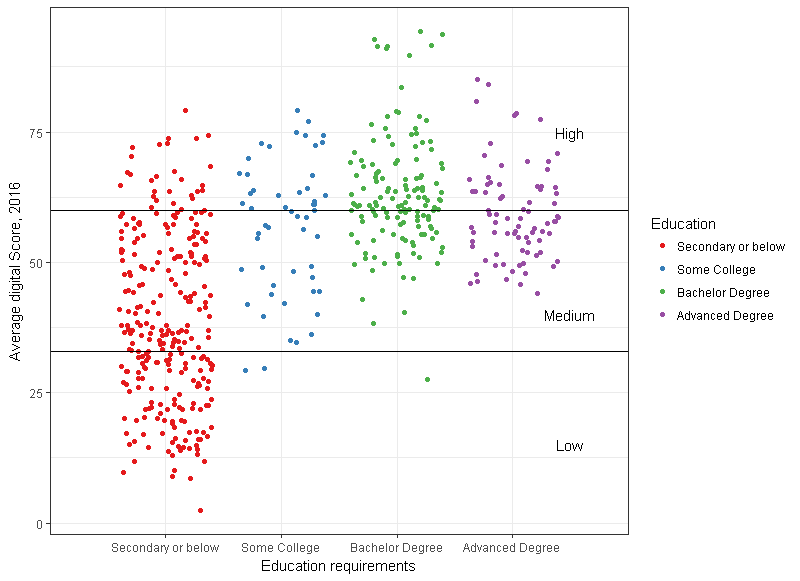 Average digital Score, 2016
75
50
25
0
High
Medium
Low
Secondary or below
Some College
Bachelor Degree
Advanced Degree
Education requirements
Education
Secondary or below
Some College
Bachelor Degree
Advanced Degree